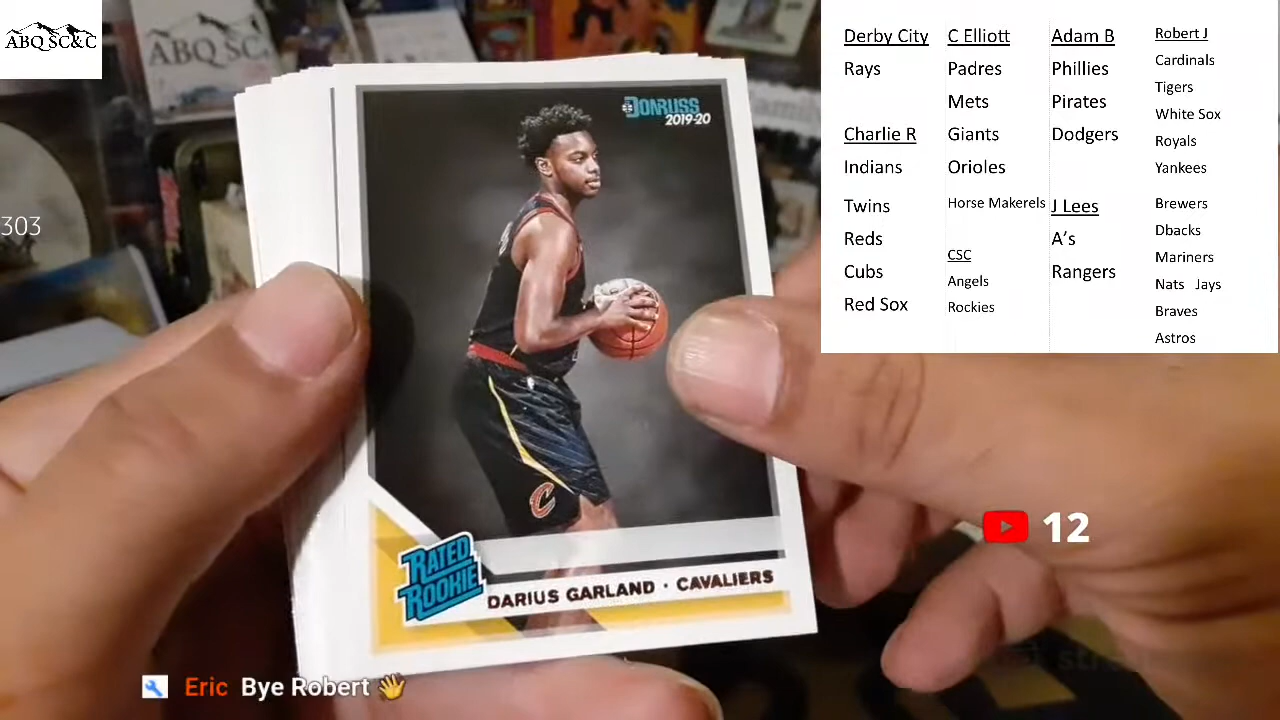 ABQ SC&C
ABQ SC
303
DONRUSS
2019-20
RATED
ROOKIE
DARIUS GARLAND · CAVALIERS
Derby City
Rays
Charlie R
Indians
Twins
Reds
Cubs
Red Sox
C Elliott
Padres
Mets
Giants
Orioles
Horse Makerels
CSC
Angels
Rockies
Adam B
Phillies
Pirates
Dodgers
J Lees
A's
Rangers
Robert J
Cardinals
Tigers
White Sox
Royals
Yankees
Brewers
Dbacks
Mariners
Nats Jays
Braves
Astros
12
Eric Bye Robert 👋